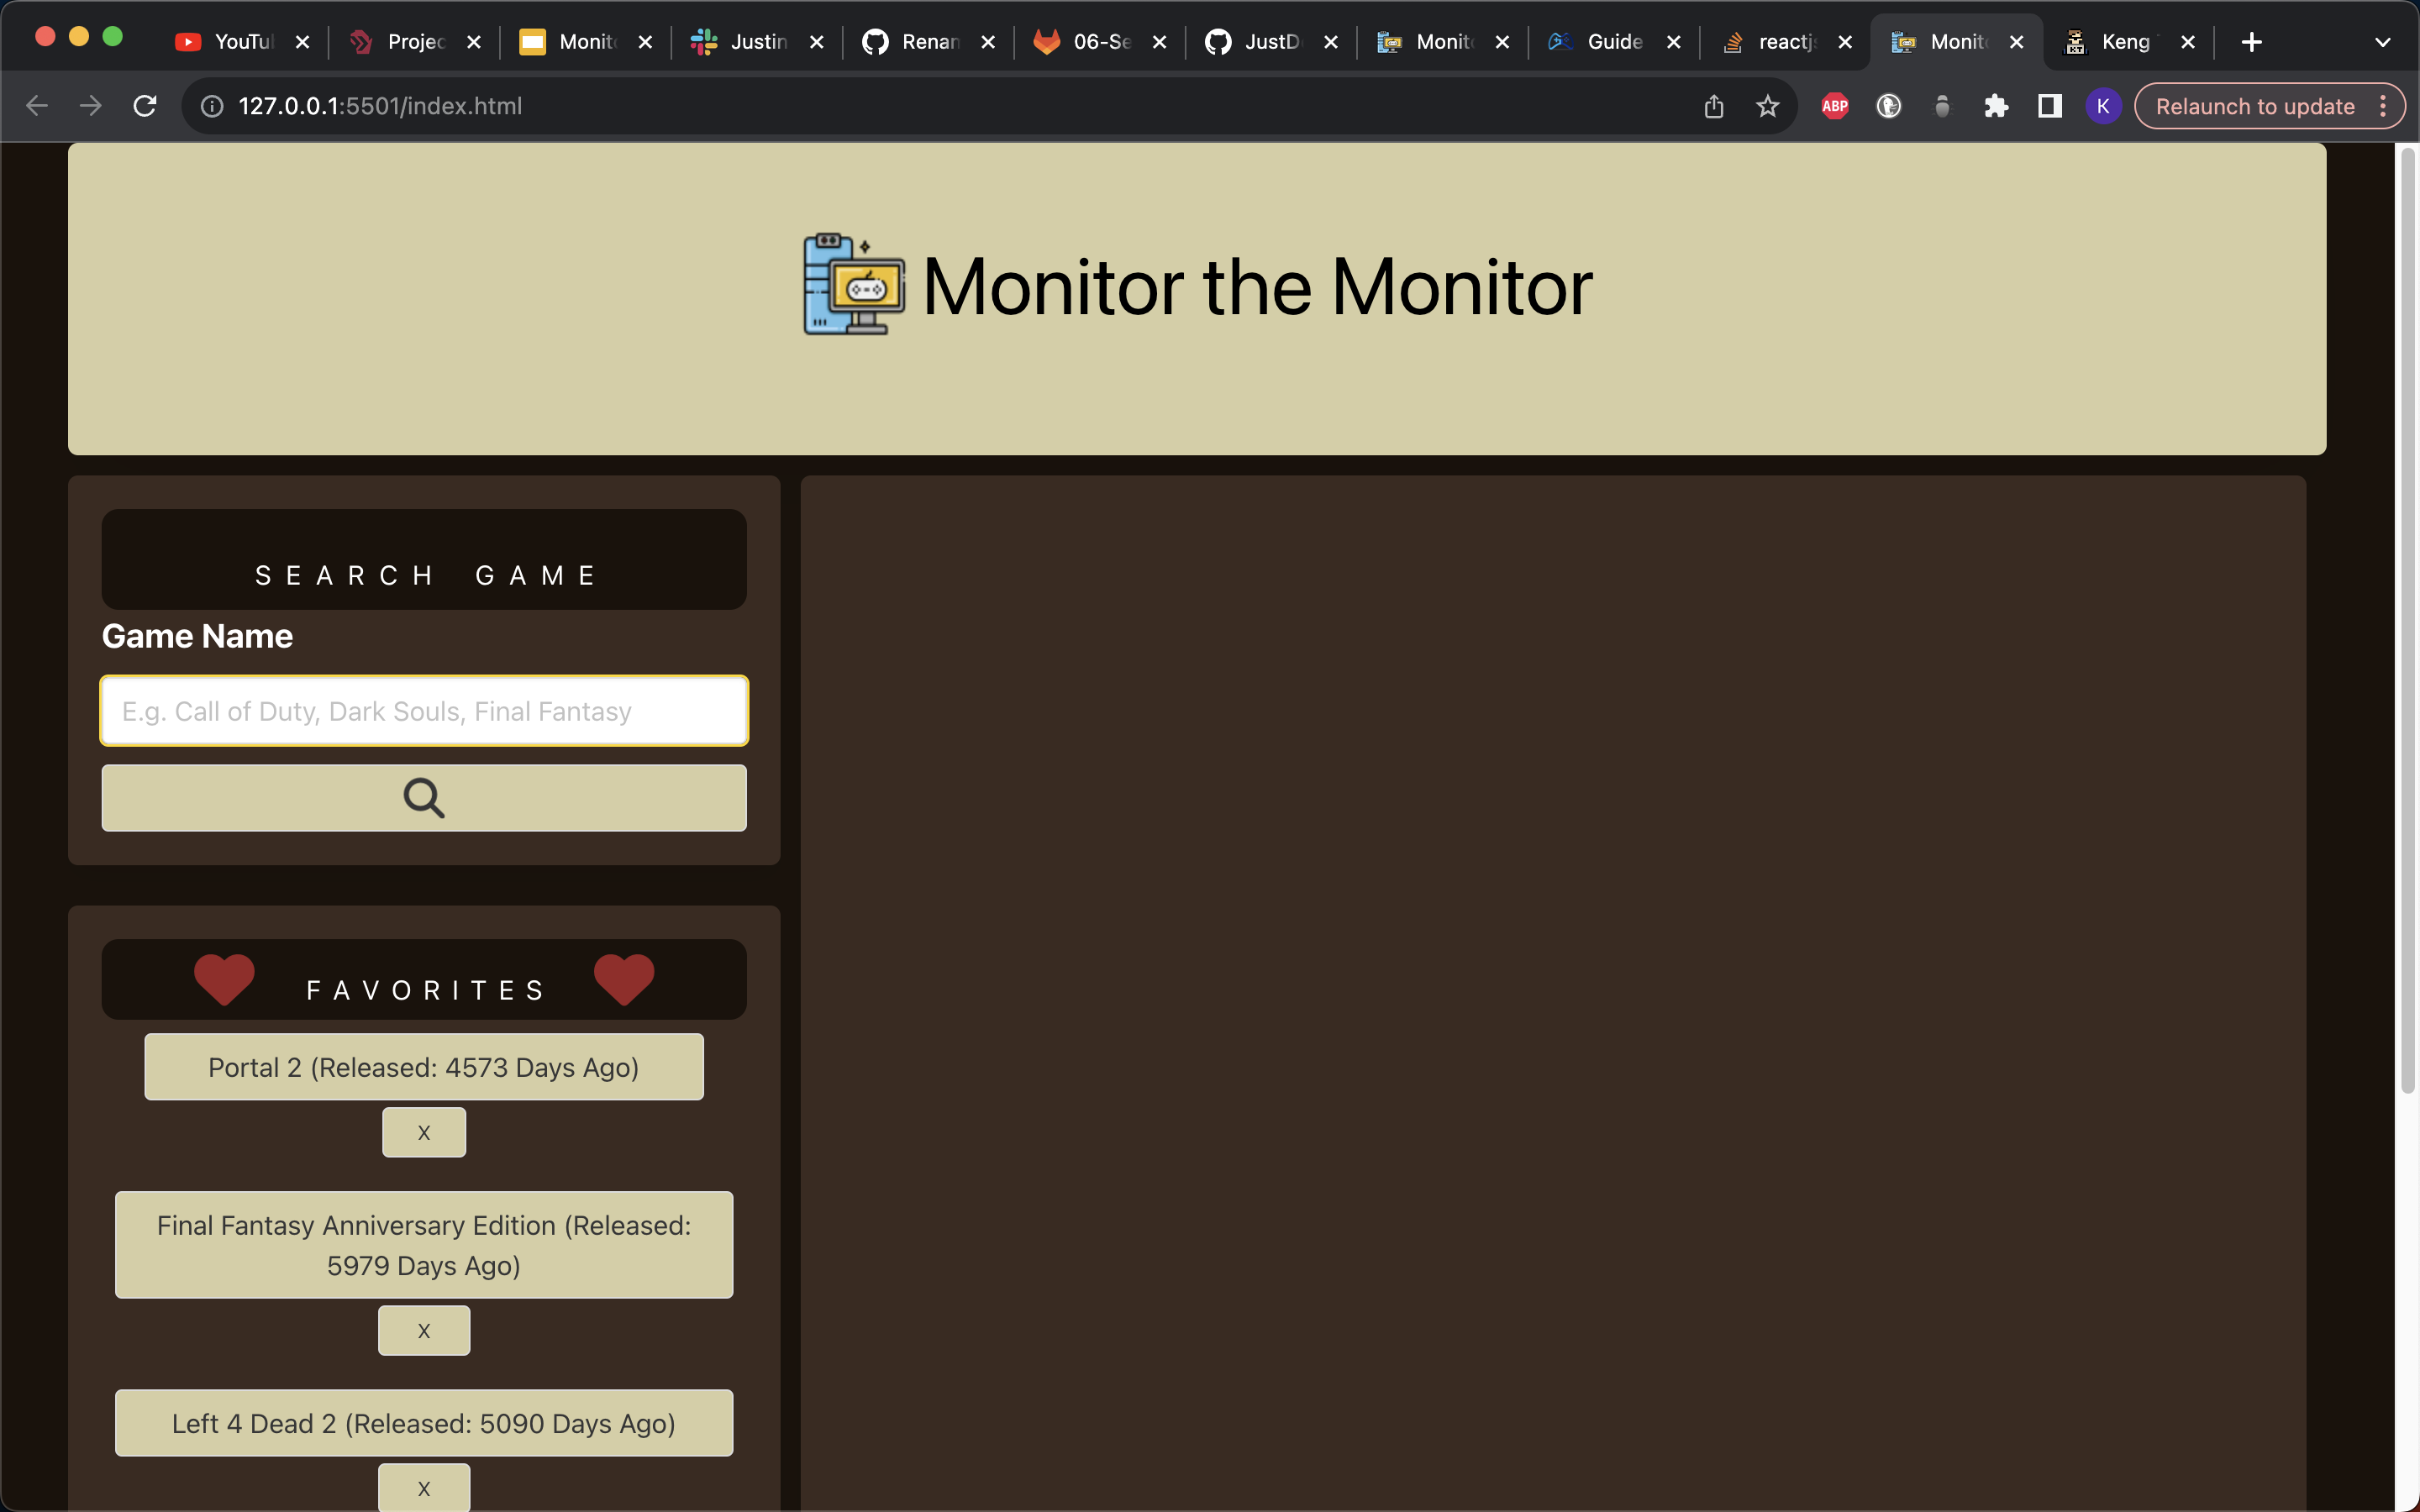 YouTu
Projec
Monit
Justin
Renan
06-Se
JustD
Monit
Guide
reactj
Monit
Keng
127.0.0.1:5501/index.html
ABP
K
Relaunch to update
Monitor the Monitor
SEARCH GAME
Game Name
E.g. Call of Duty, Dark Souls, Final Fantasy
FAVORITES
Portal 2 (Released: 4573 Days Ago)
X
Final Fantasy Anniversary Edition (Released:
5979 Days Ago)
X
Left 4 Dead 2 (Released: 5090 Days Ago)
X